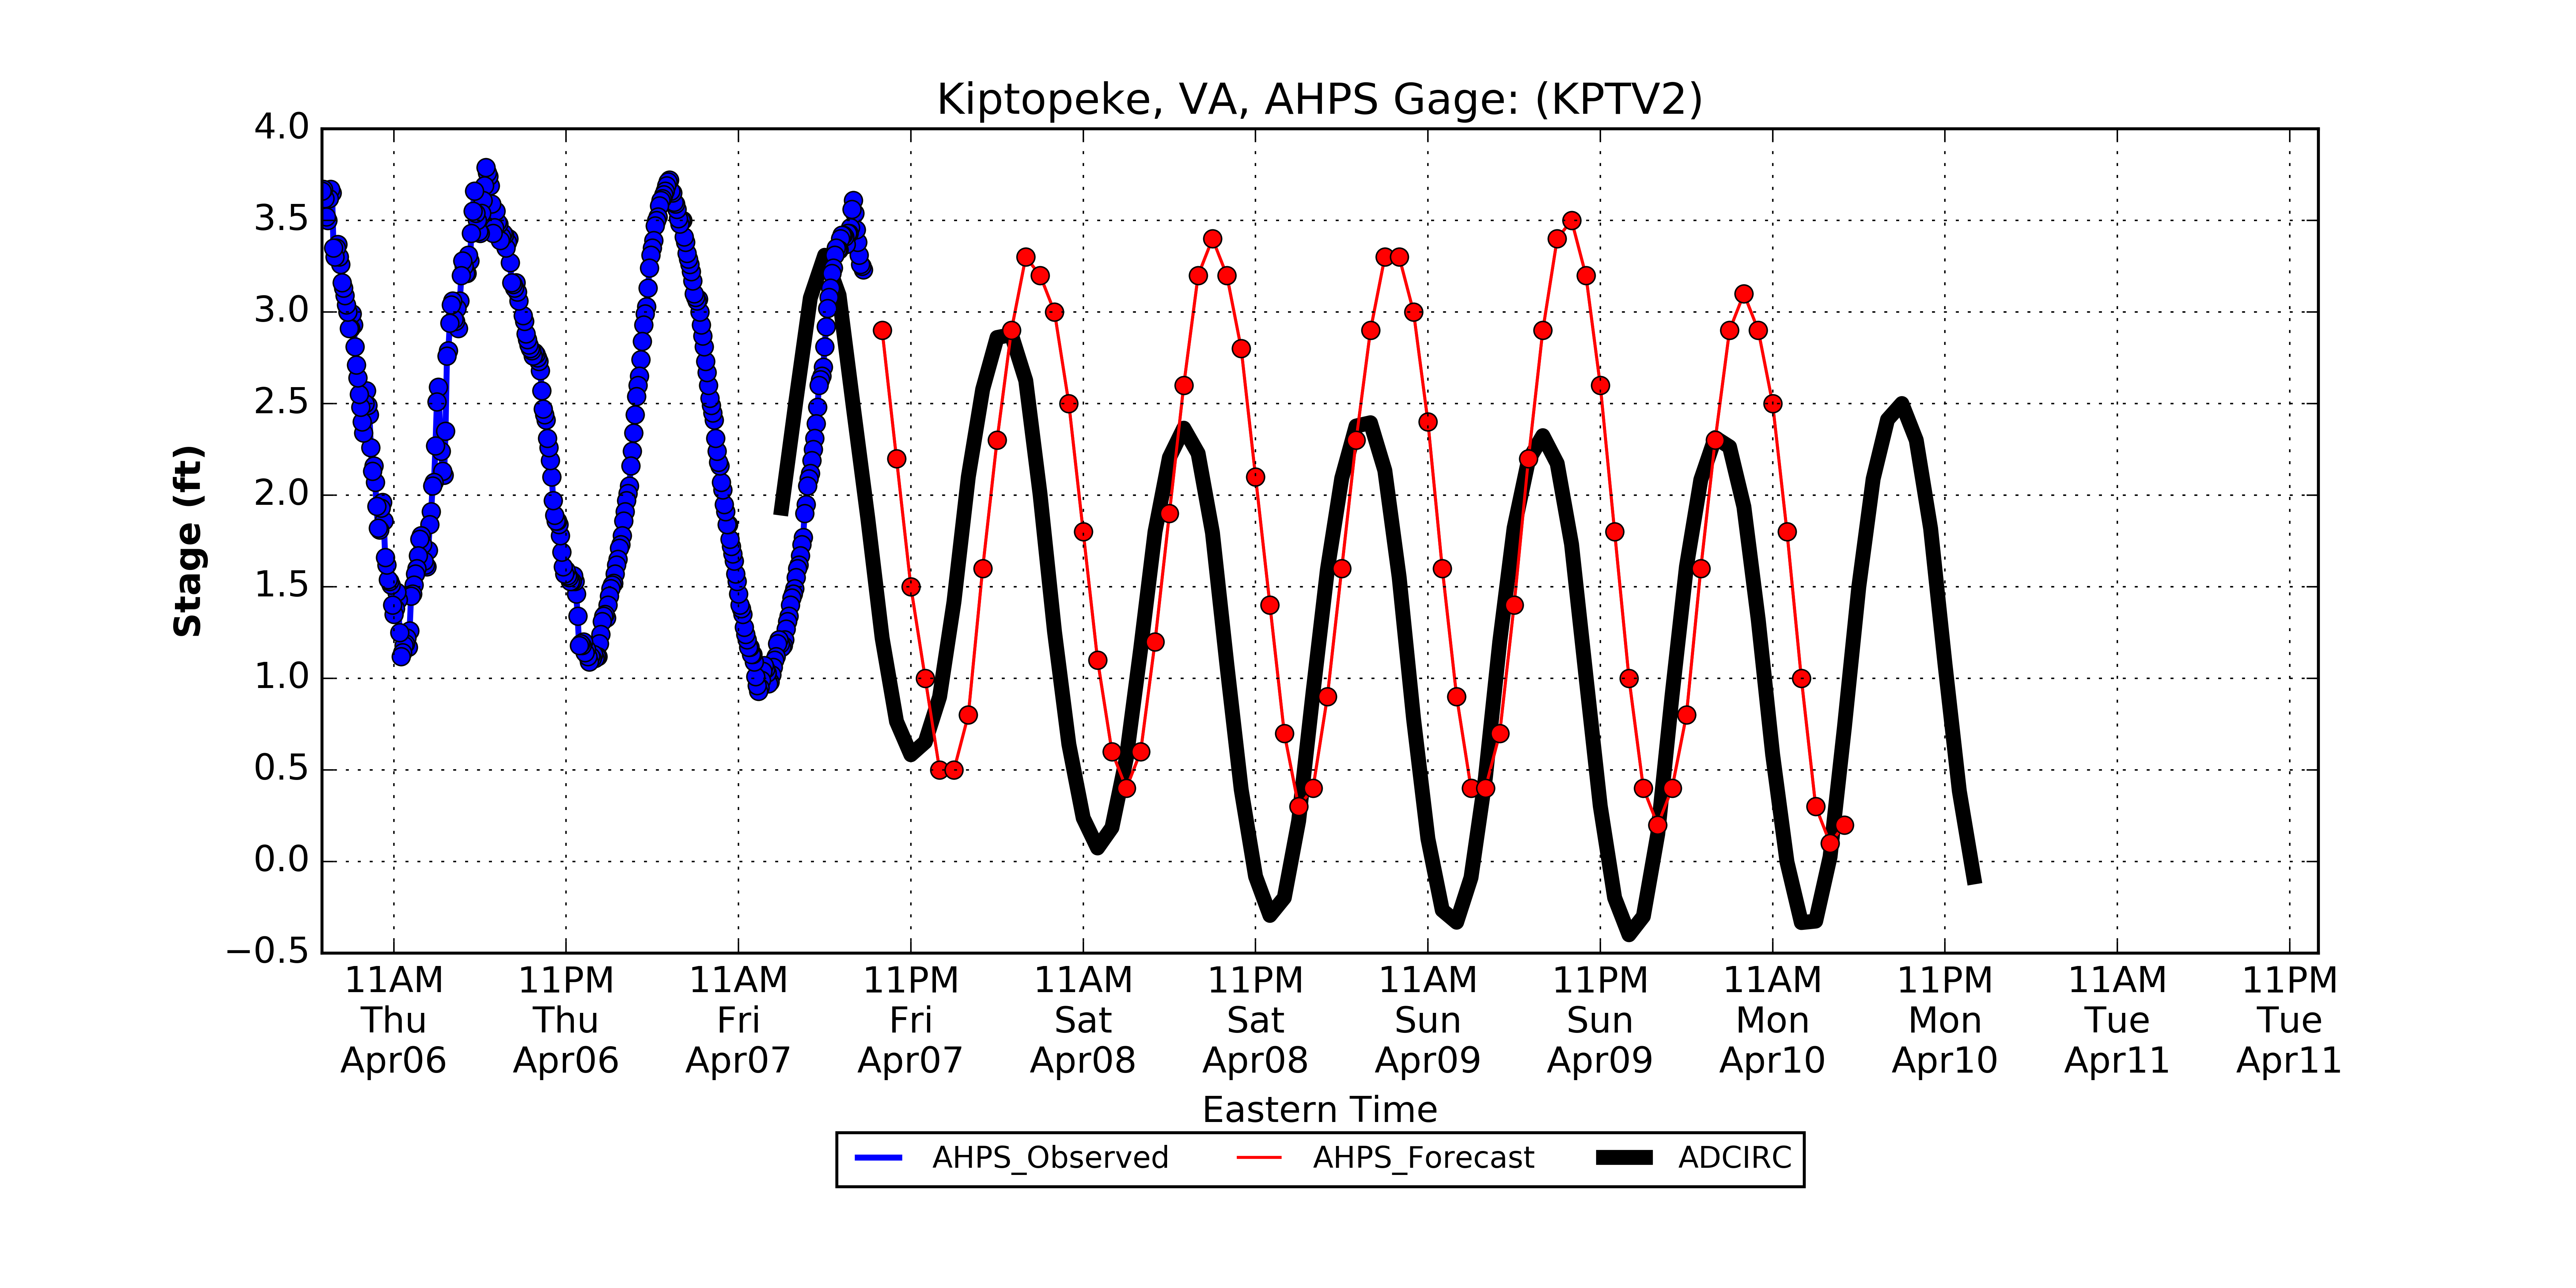 Kiptopeke, VA, AHPS Gage: (KPTV2)
4.0
3.5
3.0
2.5
2.0
1.5
1.0
0.5
0.0
−0.5
Stage (ft)
11AM 11PM 11AM 11PM 11AM 11PM 11AM 11PM 11AM 11PM 11AM 11PM
Thu Thu Fri Fri Sat Sat Sun Sun Mon Mon Tue Tue
Apr06 Apr06 Apr07 Apr07 Apr08 Apr08 Apr09 Apr09 Apr10 Apr10 Apr11 Apr11
Eastern Time
AHPS_Observed AHPS_Forecast ADCIRC